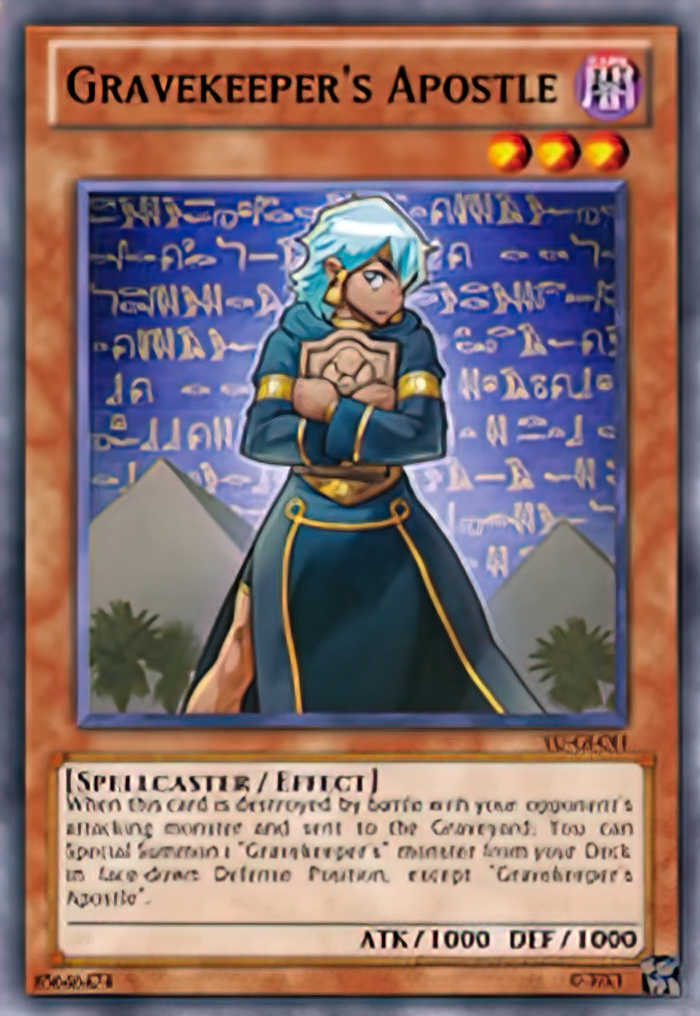 GRAVEKEEPER'S APOSTLE
[SPELLCASTER / EFFECT]
When this card is destroyed by battle with your opponent's
attacking monster and sent to the Graveyard: You can
Special Summon 1 "Gravekeeper's" monster from your Deck
in face-down Defense Position, except "Gravekeeper's
Apostle".
ATK / 1000 DEF / 1000